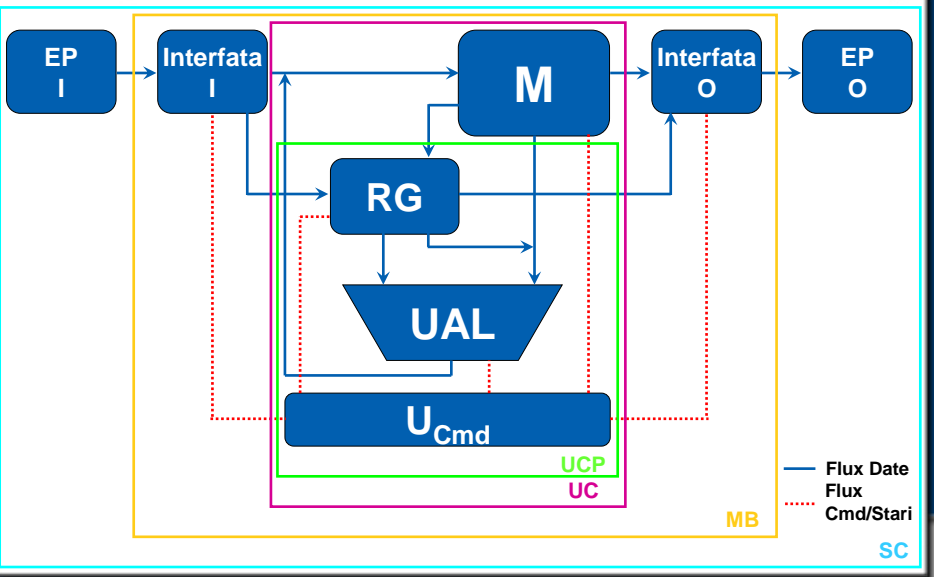 EP
I
Interfata
I
M
Interfata
O
EP
O
RG
UAL
UCmd
UCP
UC
MB
SC
Flux Date
Flux
Cmd/Stari